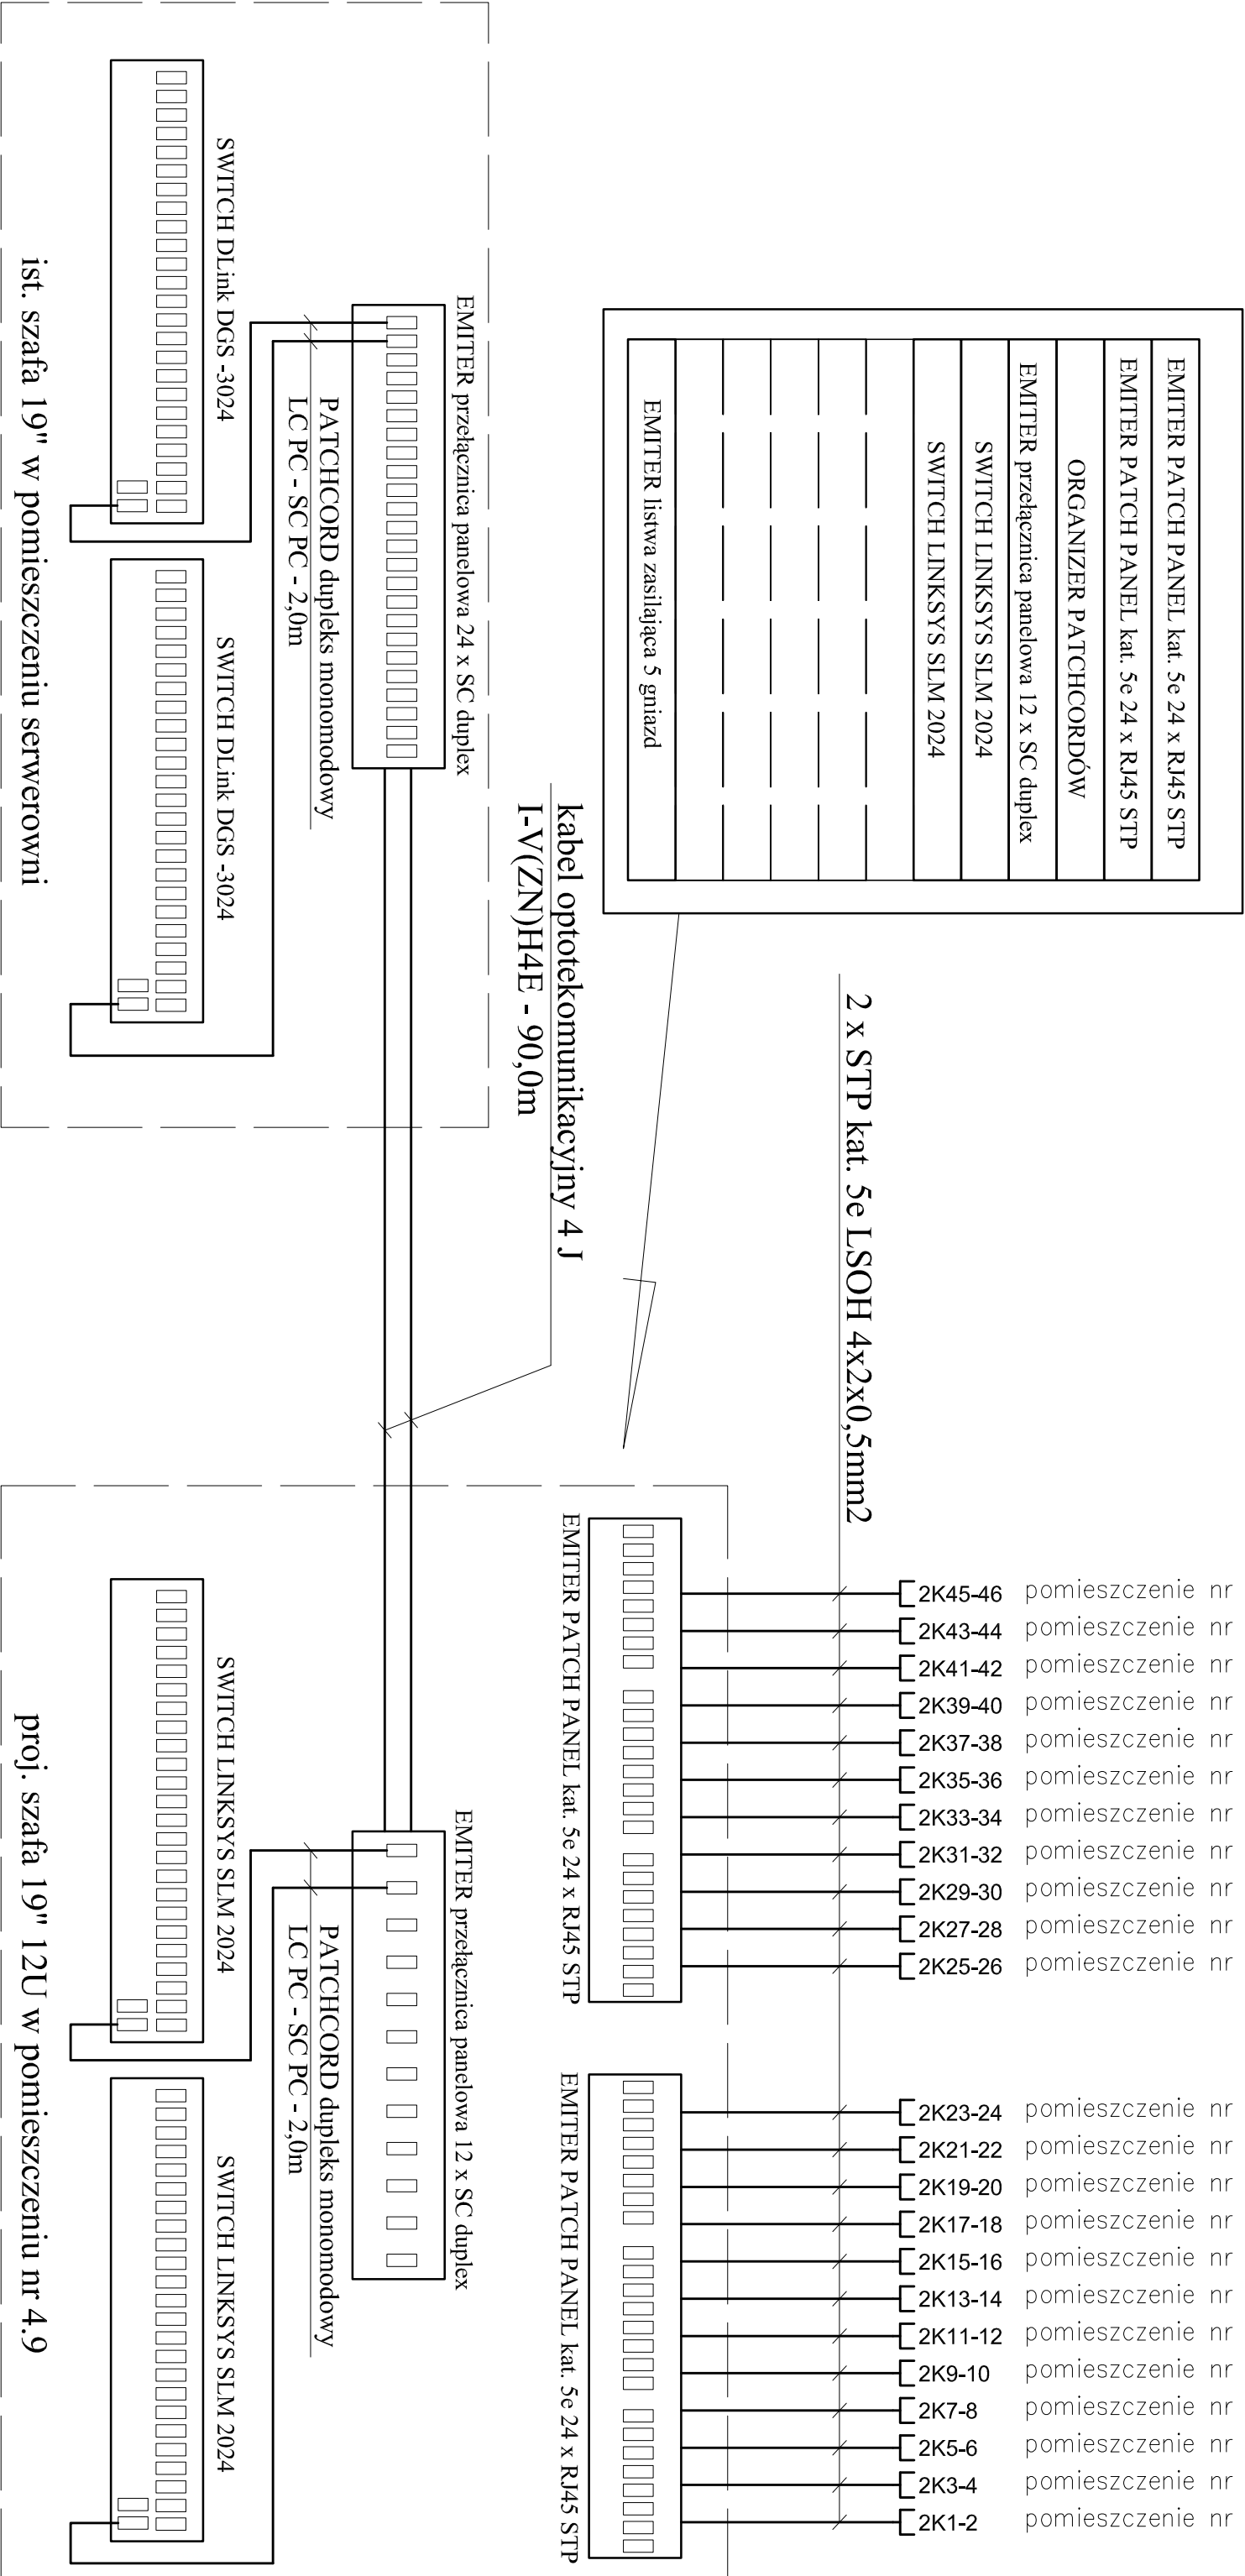 EMITER PATCH PANEL kat. 5e 24 x RJ45 STP
EMITER PATCH PANEL kat. 5e 24 x RJ45 STP
ORGANIZER PATCHCORDÓW
EMITER przełącznica panelowa 12 x SC duplex
SWITCH LINKSYS SLM 2024
SWITCH LINKSYS SLM 2024
EMITER listwa zasilająca 5 gniazd
2 x STP kat. 5e LSOH 4x2x0,5mm2
2K45-46 pomieszczenie nr
2K43-44 pomieszczenie nr
2K41-42 pomieszczenie nr
2K39-40 pomieszczenie nr
2K37-38 pomieszczenie nr
2K35-36 pomieszczenie nr
2K33-34 pomieszczenie nr
2K31-32 pomieszczenie nr
2K29-30 pomieszczenie nr
2K27-28 pomieszczenie nr
2K25-26 pomieszczenie nr
2K23-24 pomieszczenie nr
2K21-22 pomieszczenie nr
2K19-20 pomieszczenie nr
2K17-18 pomieszczenie nr
2K15-16 pomieszczenie nr
2K13-14 pomieszczenie nr
2K11-12 pomieszczenie nr
2K9-10 pomieszczenie nr
2K7-8 pomieszczenie nr
2K5-6 pomieszczenie nr
2K3-4 pomieszczenie nr
2K1-2 pomieszczenie nr
EMITER PATCH PANEL kat. 5e 24 x RJ45 STP
EMITER PATCH PANEL kat. 5e 24 x RJ45 STP
kabel optotekomunikacyjny 4 J
I-V(ZN)H4E - 90,0m
EMITER przełącznica panelowa 24 x SC duplex
PATCHCORD dupleks monomodowy
LC PC - SC PC - 2,0m
SWITCH DLink DGS -3024
SWITCH DLink DGS -3024
ist. szafa 19" w pomieszczeniu serwerowni
EMITER przełącznica panelowa 12 x SC duplex
PATCHCORD dupleks monomodowy
LC PC - SC PC - 2,0m
SWITCH LINKSYS SLM 2024
SWITCH LINKSYS SLM 2024
proj. szafa 19" 12U w pomieszczeniu nr 4.9